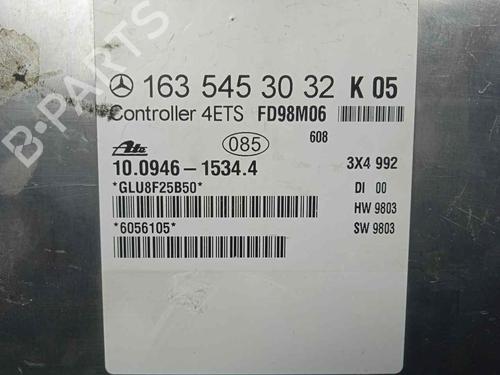 163 545 30 32 K 05
Controller 4ETS FD98M06
608
085
Ate
10.0946-1534.4 3X4 992
*GLU8F25B50* DI 00
HW 9803
*6056105* SW 9803
B-PARTS